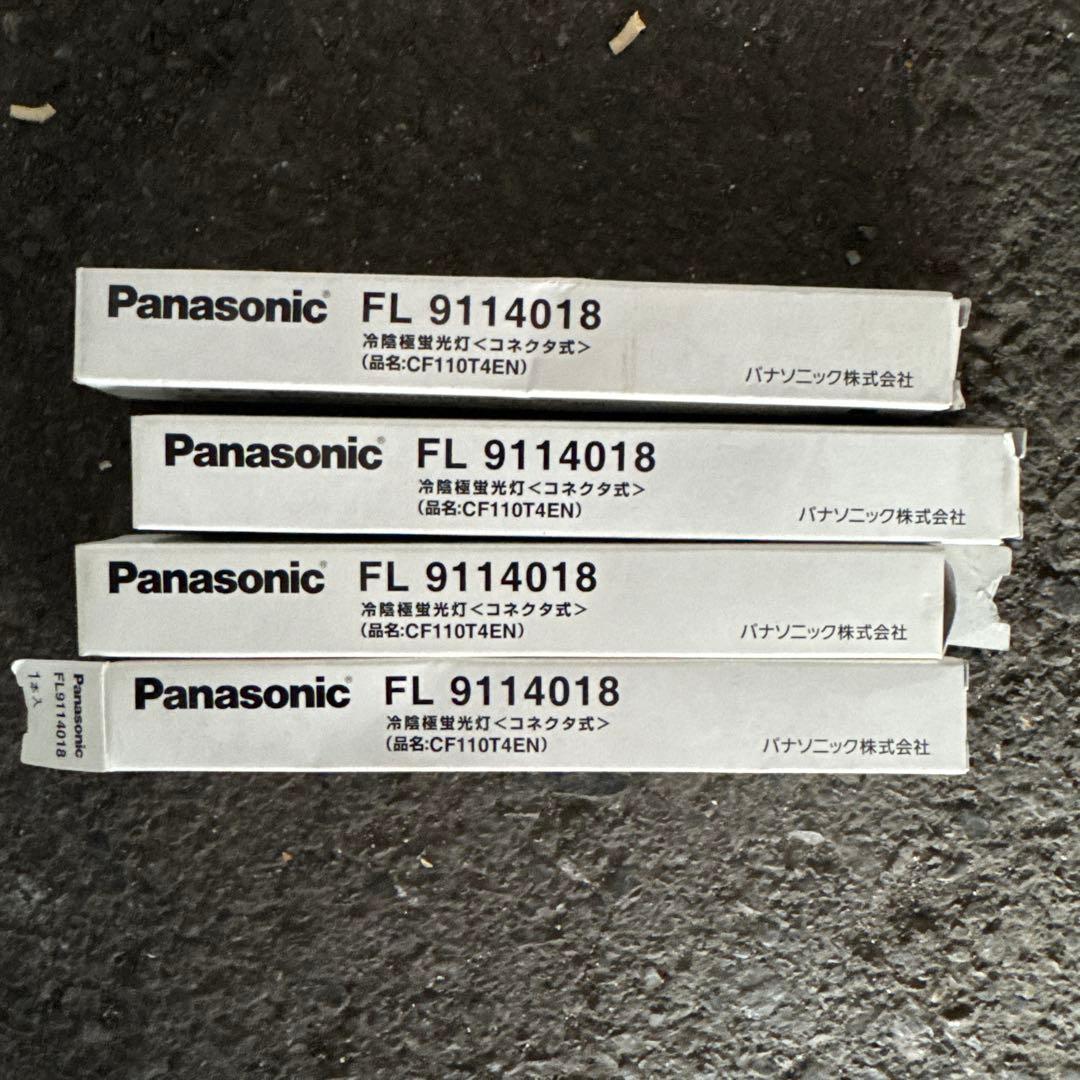 Panasonic FL 9114018
冷陰極蛍光灯<コネクタ式>
(品名:CF110T4EN)
パナソニック株式会社
Panasonic FL 9114018
冷陰極蛍光灯<コネクタ式>
(品名:CF110T4EN)
パナソニック株式会社
Panasonic FL 9114018
冷陰極蛍光灯<コネクタ式>
(品名:CF110T4EN)
パナソニック株式会社
Panasonic
FL9114018
1本入
Panasonic FL 9114018
冷陰極蛍光灯<コネクタ式>
(品名:CF110T4EN)
パナソニック株式会社